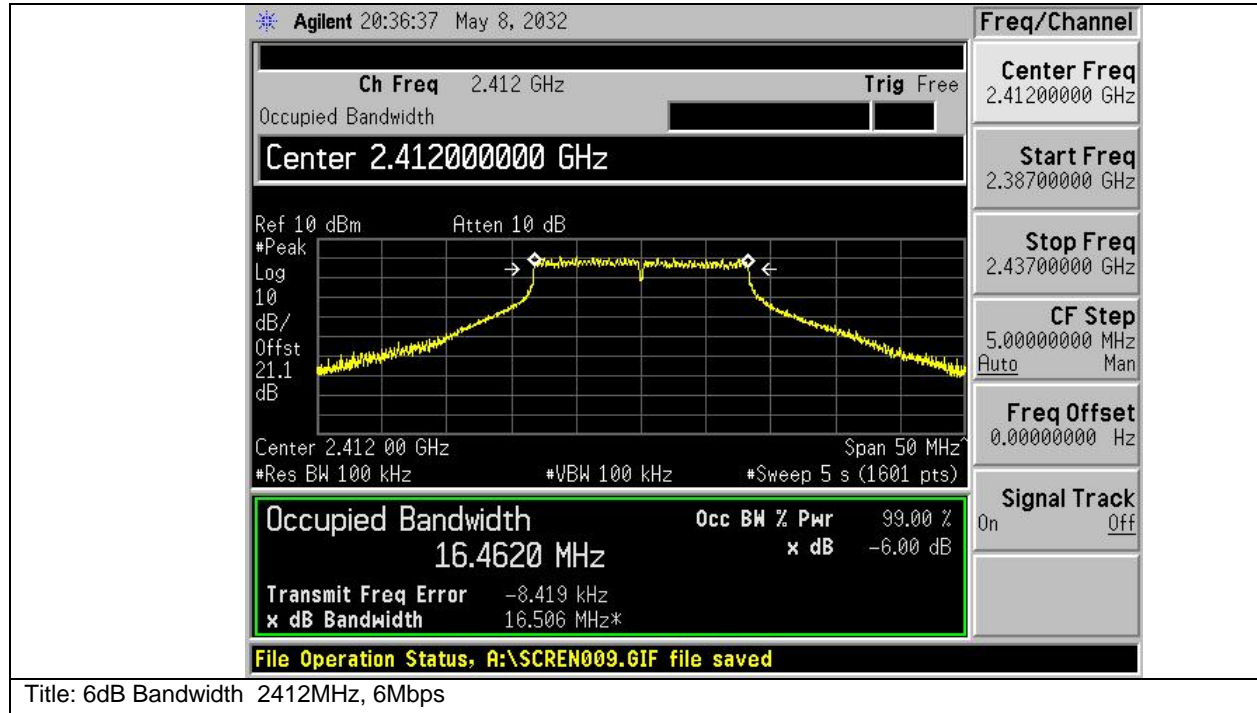 Agilent 20:36:37 May 8, 2032
Freq/Channel
Ch Freq 2.412 GHz Trig Free
Occupied Bandwidth
Center 2.412000000 GHz
Ref 10 dBm Atten 10 dB
#Peak
Log
10
dB/
Offst
21.1
dB
Center 2.412 00 GHz Span 50 MHz^
#Res BW 100 kHz #VBW 100 kHz #Sweep 5 s (1601 pts)
Occupied Bandwidth Occ BW % Pwr 99.00 %
16.4620 MHz x dB -6.00 dB
Transmit Freq Error -8.419 kHz
x dB Bandwidth 16.506 MHz*
File Operation Status, A:\SCREN009.GIF file saved
Center Freq
2.41200000 GHz
Start Freq
2.38700000 GHz
Stop Freq
2.43700000 GHz
CF Step
5.00000000 MHz
Auto Man
Freq Offset
0.00000000 Hz
Signal Track
On Off
Title: 6dB Bandwidth 2412MHz, 6Mbps